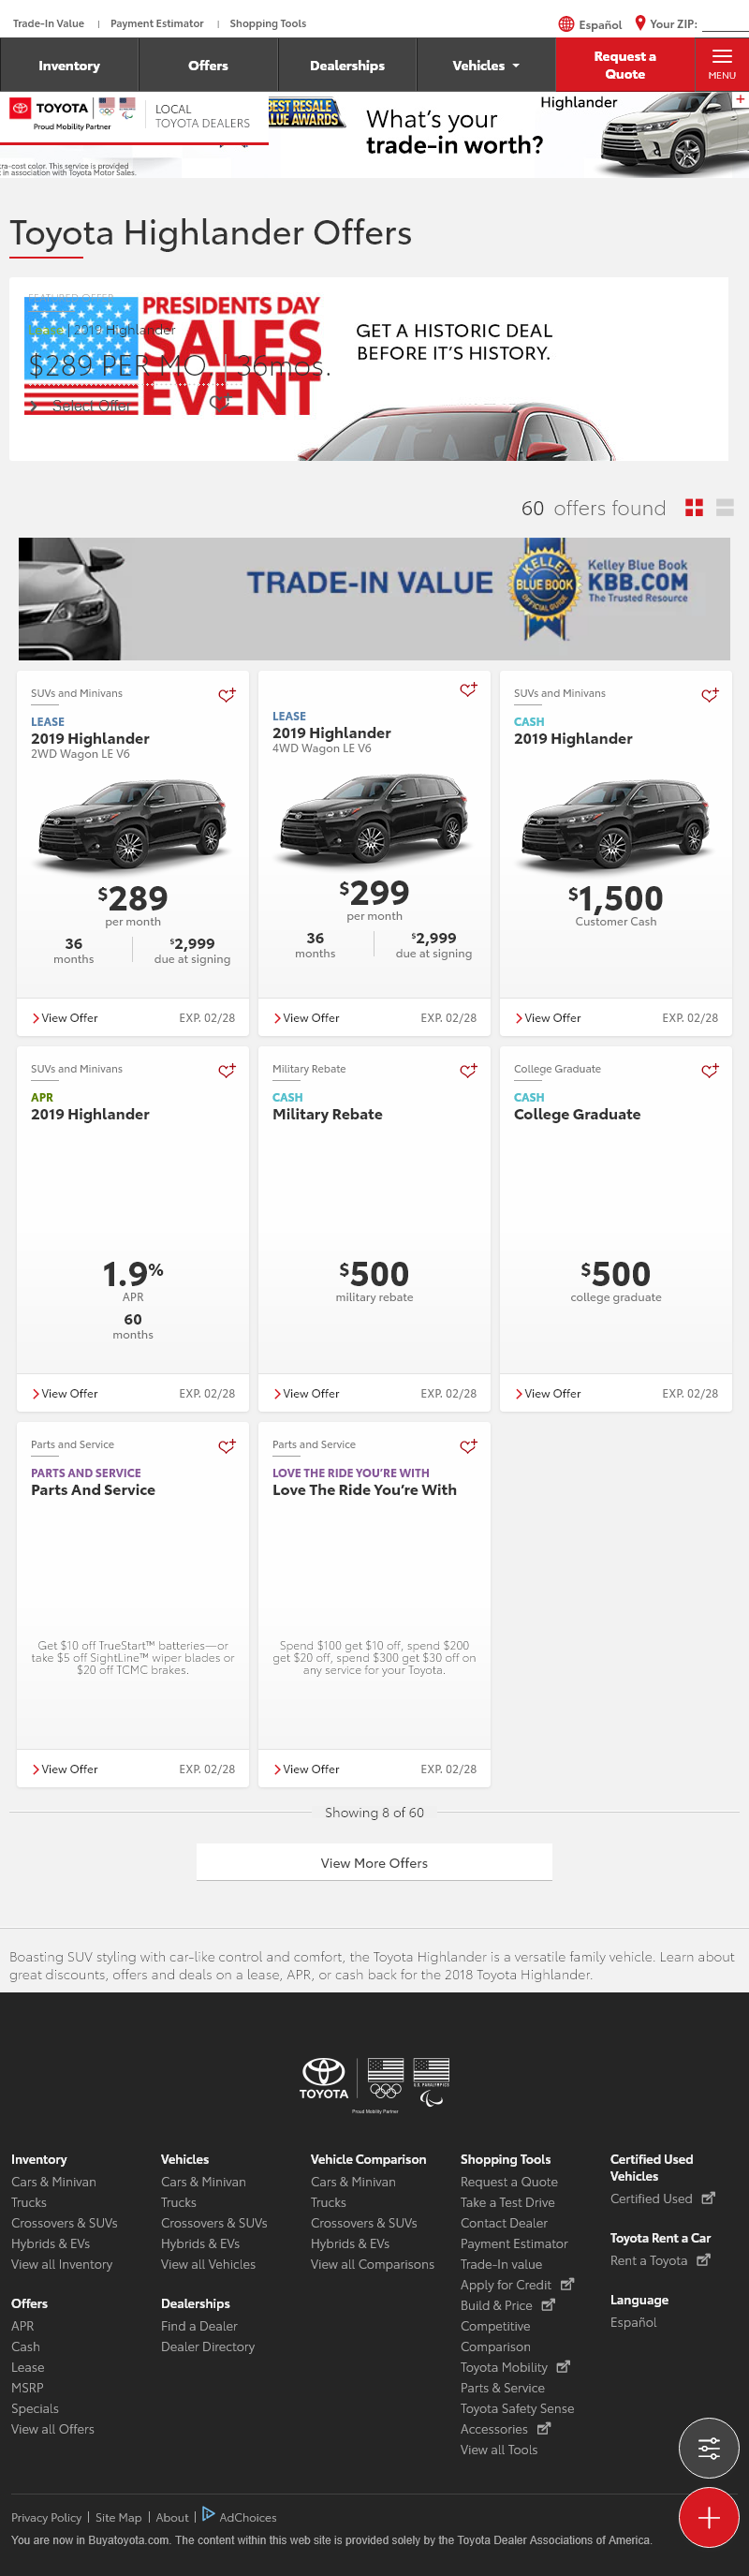 Trade-In Value | Payment Estimator | Shopping Tools
Español
Your ZIP:
Inventory
Offers
Dealerships
Vehicles
Request a
Quote
MENU
TOYOTA
Proud Mobility Partner
LOCAL
TOYOTA DEALERS
BEST RESALE
VALUE AWARDS
What's your
trade-in worth?
Highlander
tra-cost color. This service is provided
t in association with Toyota Motor Sales.
Toyota Highlander Offers
FEATURED OFFER
Lease | 2019 Highlander
$289 PER MO | 36mos.
Select Offer
PRESIDENTS DAY
SALES
EVENT
GET A HISTORIC DEAL
BEFORE IT'S HISTORY.
60 offers found
TRADE-IN VALUE
KELLEY
BLUE BOOK
OFFICIAL GUIDE
Kelley Blue Book
KBB.COM
The Trusted Resource
SUVs and Minivans
LEASE
2019 Highlander
2WD Wagon LE V6
$289
per month
36
months
$2,999
due at signing
View Offer
EXP. 02/28
LEASE
2019 Highlander
4WD Wagon LE V6
$299
per month
36
months
$2,999
due at signing
View Offer
EXP. 02/28
SUVs and Minivans
CASH
2019 Highlander
$1,500
Customer Cash
View Offer
EXP. 02/28
SUVs and Minivans
APR
2019 Highlander
1.9%
APR
60
months
View Offer
EXP. 02/28
Military Rebate
CASH
Military Rebate
$500
military rebate
View Offer
EXP. 02/28
College Graduate
CASH
College Graduate
$500
college graduate
View Offer
EXP. 02/28
Parts and Service
PARTS AND SERVICE
Parts And Service
Get $10 off TrueStart™ batteries—or
take $5 off SightLine™ wiper blades or
$20 off TCMC brakes.
View Offer
EXP. 02/28
Parts and Service
LOVE THE RIDE YOU'RE WITH
Love The Ride You're With
Spend $100 get $10 off, spend $200
get $20 off, spend $300 get $30 off on
any service for your Toyota.
View Offer
EXP. 02/28
Showing 8 of 60
View More Offers
Boasting SUV styling with car-like control and comfort, the Toyota Highlander is a versatile family vehicle. Learn about
great discounts, offers and deals on a lease, APR, or cash back for the 2018 Toyota Highlander.
TOYOTA
U.S. PARALYMPICS
Proud Mobility Partner
Inventory
Cars & Minivan
Trucks
Crossovers & SUVs
Hybrids & EVs
View all Inventory
Offers
APR
Cash
Lease
MSRP
Specials
View all Offers
Vehicles
Cars & Minivan
Trucks
Crossovers & SUVs
Hybrids & EVs
View all Vehicles
Dealerships
Find a Dealer
Dealer Directory
Vehicle Comparison
Cars & Minivan
Trucks
Crossovers & SUVs
Hybrids & EVs
View all Comparisons
Shopping Tools
Request a Quote
Take a Test Drive
Contact Dealer
Payment Estimator
Trade-In value
Apply for Credit
Build & Price
Competitive
Comparison
Toyota Mobility
Parts & Service
Toyota Safety Sense
Accessories
View all Tools
Certified Used
Vehicles
Certified Used
Toyota Rent a Car
Rent a Toyota
Language
Español
Privacy Policy | Site Map | About | AdChoices
You are now in Buyatoyota.com. The content within this web site is provided solely by the Toyota Dealer Associations of America.